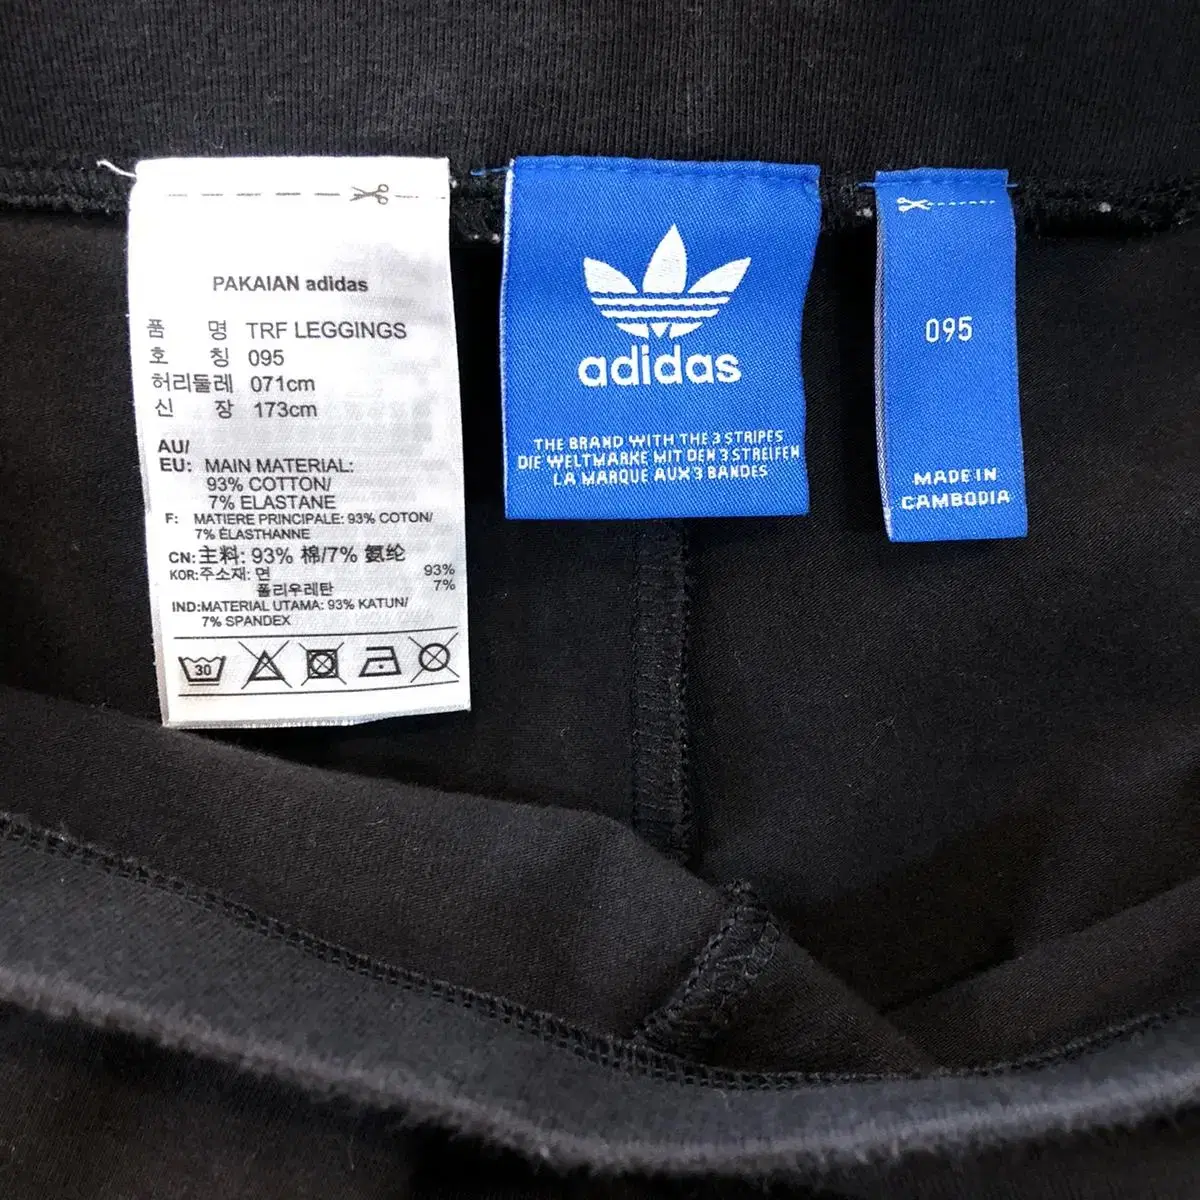 PAKAIAN adidas
품 명 TRF LEGGINGS
호 칭 095
허리둘레 071cm
신 장 173cm
AU/
EU: MAIN MATERIAL:
93% COTTON/
7% ELASTANE
F: MATIERE PRINCIPALE: 93% COTON/
7% ÉLASTHANNE
CN: 主料: 93% 棉/7% 氨纶
KOR: 주소재: 면 93%
폴리우레탄 7%
IND: MATERIAL UTAMA: 93% KATUN/
7% SPANDEX
30
adidas
THE BRAND WITH THE 3 STRIPES
DIE WELTMARKE MIT DEN 3 STREIFEN
LA MARQUE AUX 3 BANDES
095
MADE IN
CAMBODIA